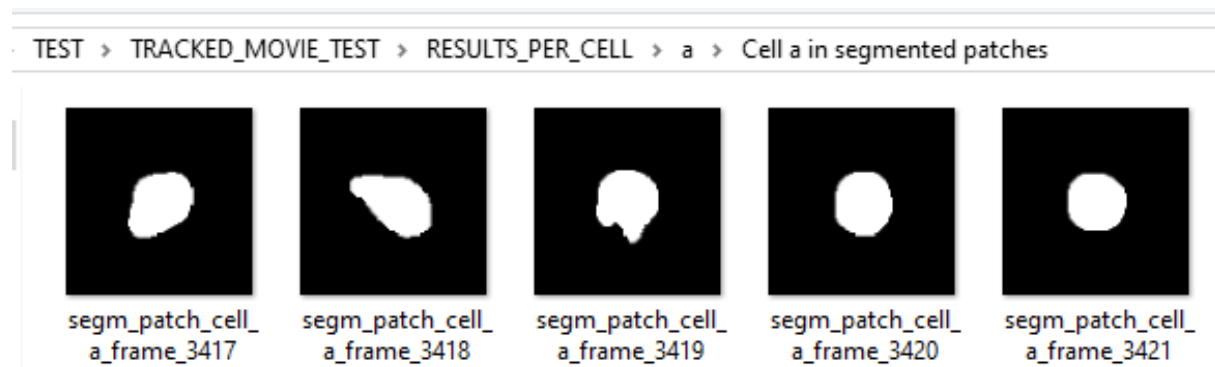 TEST > TRACKED_MOVIE_TEST > RESULTS_PER_CELL > a > Cell a in segmented patches
segm_patch_cell_
a_frame_3417
segm_patch_cell_
a_frame_3418
segm_patch_cell_
a_frame_3419
segm_patch_cell_
a_frame_3420
segm_patch_cell_
a_frame_3421